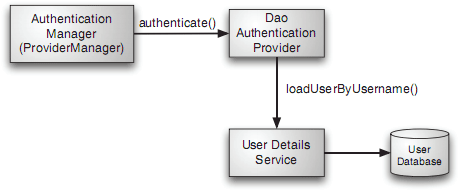 Authentication
Manager
(ProviderManager)
authenticate()
Dao
Authentication
Provider
loadUserByUsername()
User Details
Service
User
Database